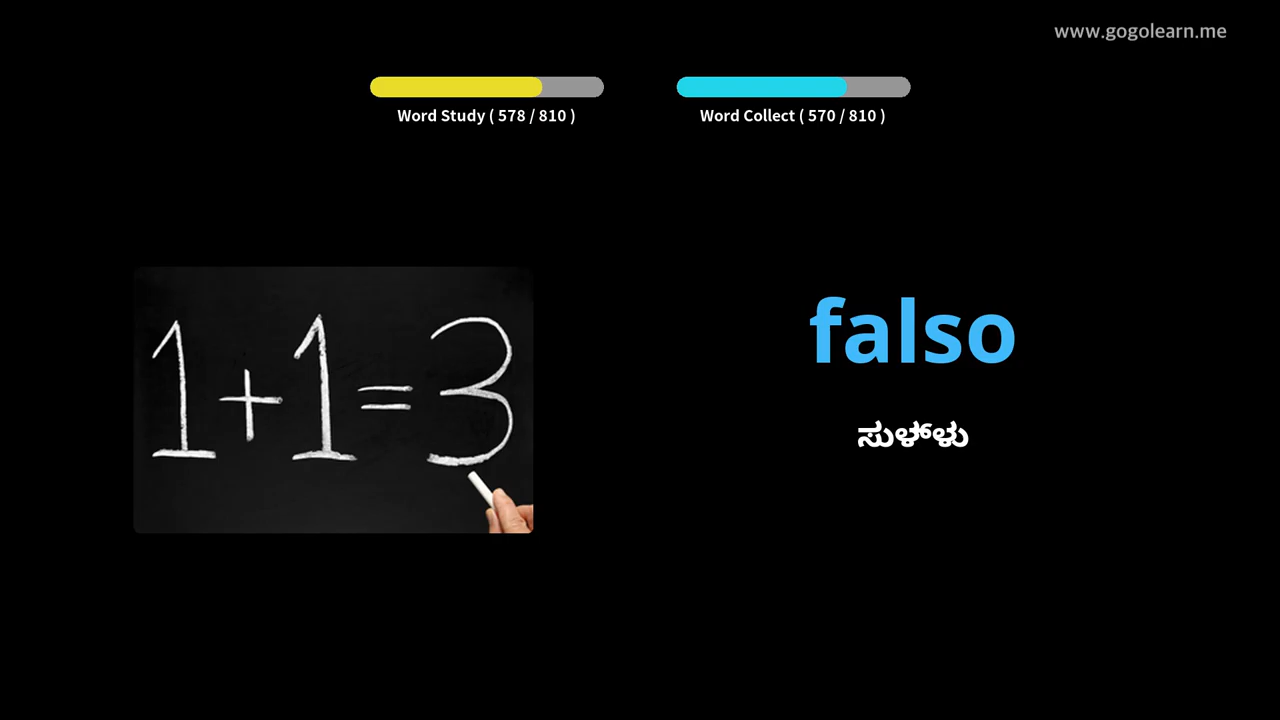 www.gogolearn.me
Word Study ( 578 / 810 )
Word Collect ( 570 / 810 )
1+1=3
falso
ಸುಳ್ಳು